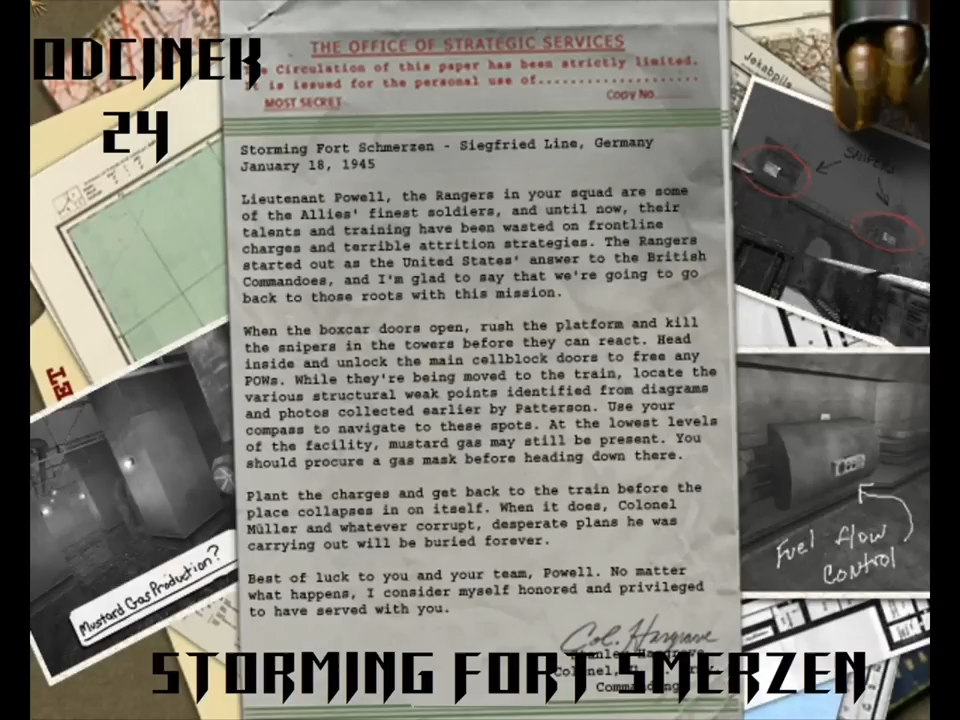 ODCINEK
24
THE OFFICE OF STRATEGIC SERVICES
Circulation of this paper has been strictly limited.
It is issued for the personal use of...................
MOST SECRET
Copy No.......
Storming Fort Schmerzen - Siegfried Line, Germany
January 18, 1945
Lieutenant Powell, the Rangers in your squad are some
of the Allies' finest soldiers, and until now, their
talents and training have been wasted on frontline
charges and terrible attrition strategies. The Rangers
started out as the United States' answer to the British
Commandoes, and I'm glad to say that we're going to go
back to those roots with this mission.
When the boxcar doors open, rush the platform and kill
the snipers in the towers before they can react. Head
inside and unlock the main cellblock doors to free any
POWs. While they're being moved to the train, locate the
various structural weak points identified from diagrams
and photos collected earlier by Patterson. Use your
compass to navigate to these spots. At the lowest levels
of the facility, mustard gas may still be present. You
should procure a gas mask before heading down there.
Plant the charges and get back to the train before the
place collapses in on itself. When it does, Colonel
Müller and whatever corrupt, desperate plans he was
carrying out will be buried forever.
Best of luck to you and your team, Powell. No matter
what happens, I consider myself honored and privileged
to have served with you.
Col. Hargrove
Hargrove
Colonel,
Commanding
Jekabpils
SNIPERS
Mustard Gas Production?
Fuel flow
control
STORMING FORT SMERZEN